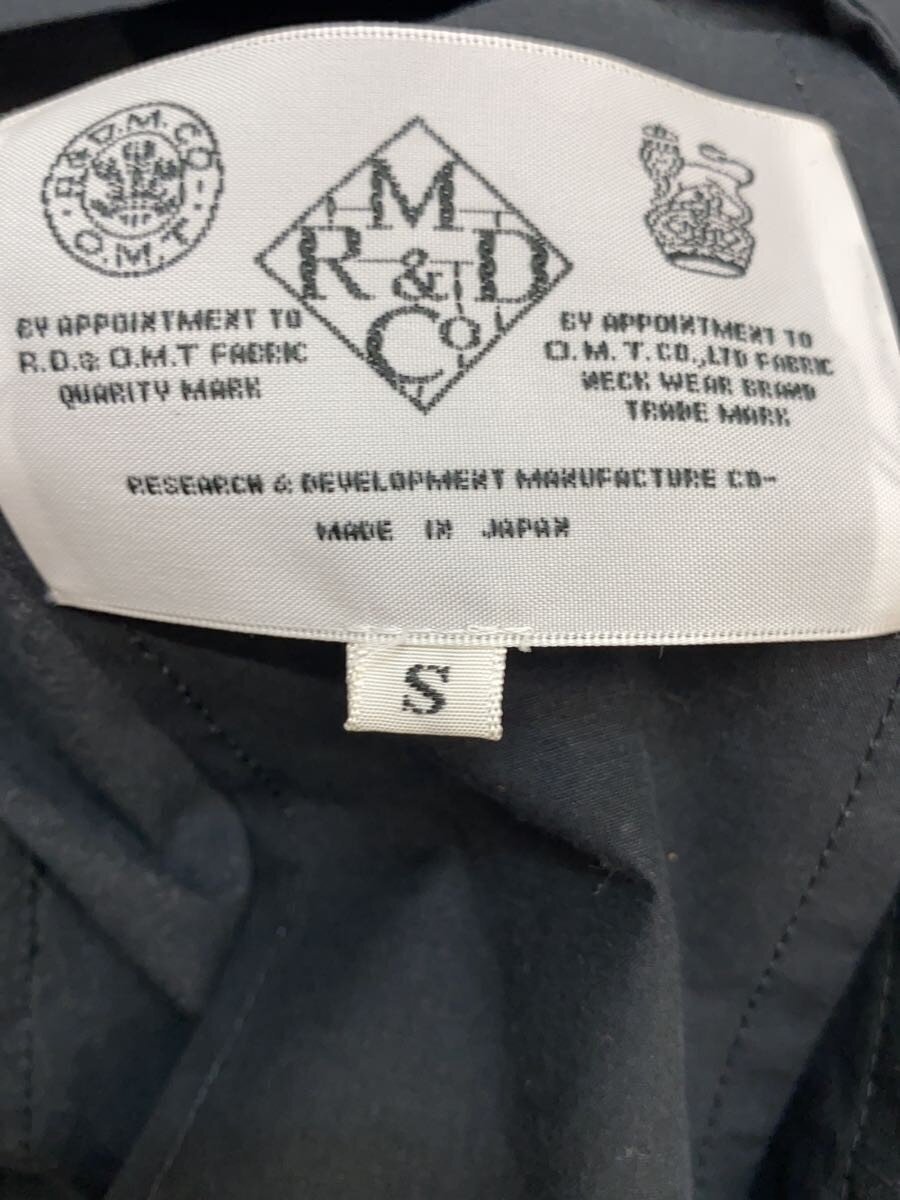 R&D.M.CO
O.M.T.
M
R&D
Co
BY APPOINTMENT TO
R.D.& O.M.T FABRIC
QUARITY MARK
BY APPOINTMENT TO
O.M.T.CO.,LTD FABRIC
NECK WEAR BRAND
TRADE MARK
RESEARCH & DEVELOPMENT MANUFACTURE CO-
MADE IN JAPAN
S